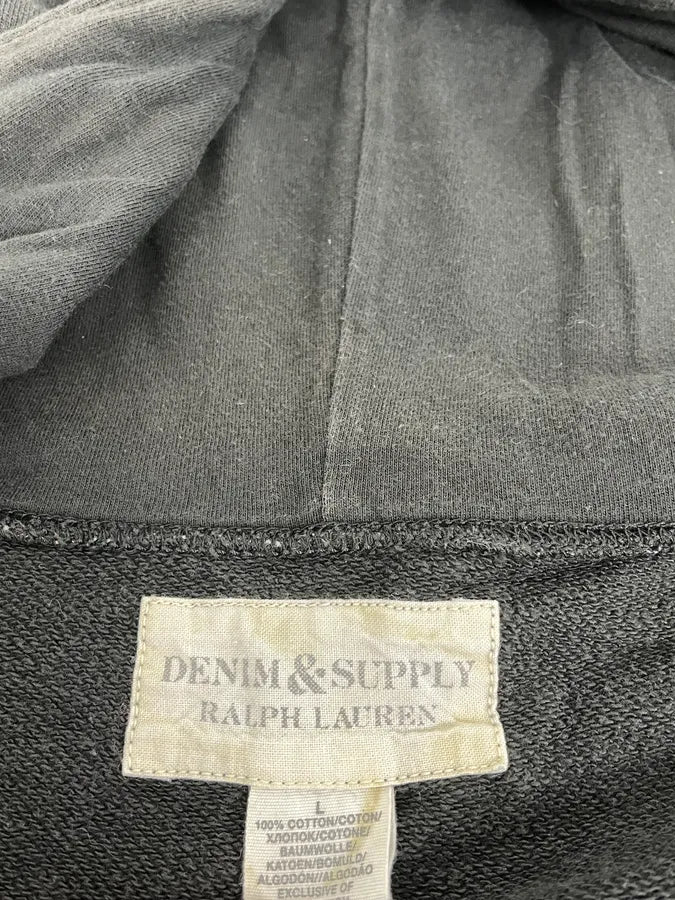 DENIM & SUPPLY
RALPH LAUREN
L
100% COTTON/COTON/
ХЛОПОК/COTONE/
BAUMWOLLE/
KATOEN/BOMULD/
ALGODÓN//ALGODÃO
EXCLUSIVE OF